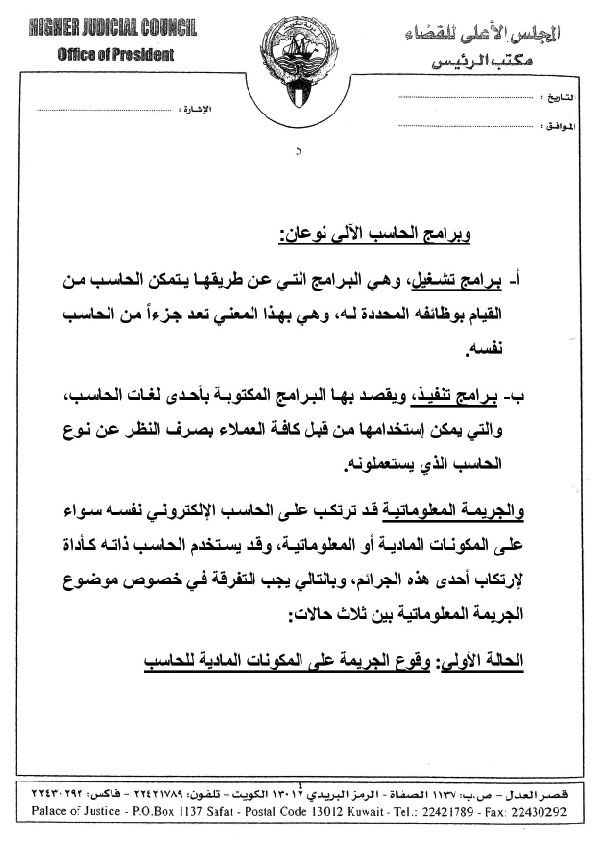 HIGHER JUDICIAL COUNCIL
Office of President
المجلس الأعلى للقضاء
مكتب الرئيس
التاريخ :
الموافق :
الإشارة :
٥
وبرامج الحاسب الآلي نوعان:
أ- برامج تشغيل، وهي البرامج التي عن طريقها يتمكن الحاسب من
القيام بوظائفه المحددة له، وهي بهذا المعني تعد جزءاً من الحاسب
نفسه.
ب- برامج تنفيذ، ويقصد بها البرامج المكتوبة بأحدى لغات الحاسب،
والتي يمكن إستخدامها من قبل كافة العملاء بصرف النظر عن نوع
الحاسب الذي يستعملونه.
والجريمة المعلوماتية قد ترتكب على الحاسب الإلكتروني نفسه سواء
على المكونات المادية أو المعلوماتية، وقد يستخدم الحاسب ذاته كأداة
لإرتكاب أحدى هذه الجرائم، وبالتالي يجب التفرقة في خصوص موضوع
الجريمة المعلوماتية بين ثلاث حالات:
الحالة الأولي: وقوع الجريمة على المكونات المادية للحاسب
قصر العدل - ص.ب: ١١٣٧ الصفاة - الرمز البريدي ١٣٠١٢ الكويت - تلفون: ٢٢٤٢١٧٨٩ - فاكس: ٢٢٤٣٠٢٩٢
Palace of Justice - P.O.Box 1137 Safat - Postal Code 13012 Kuwait - Tel.: 22421789 - Fax: 22430292